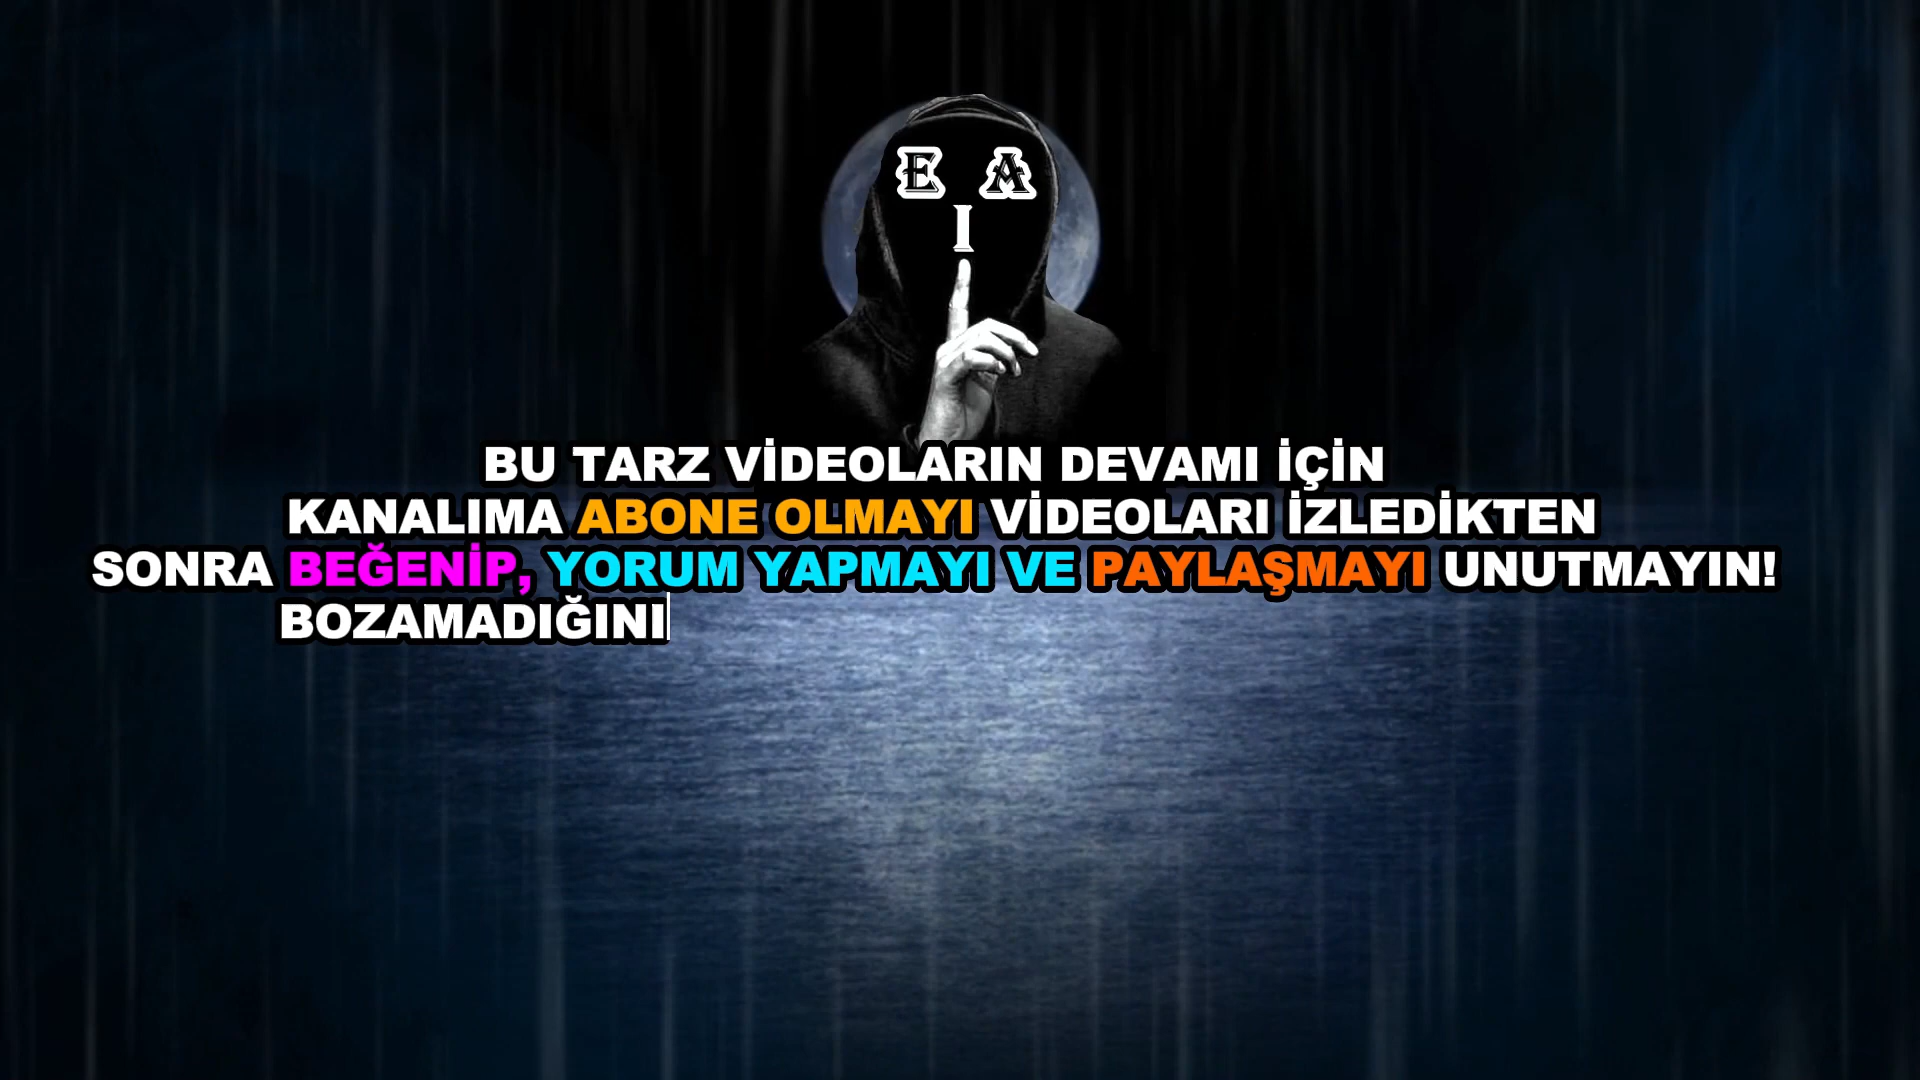 E A
I
BU TARZ VİDEOLARIN DEVAMI İÇİN
KANALIMA ABONE OLMAYI VİDEOLARI İZLEDİKTEN
SONRA BEĞENİP, YORUM YAPMAYI VE PAYLAŞMAYI UNUTMAYIN!
BOZAMADIĞINI